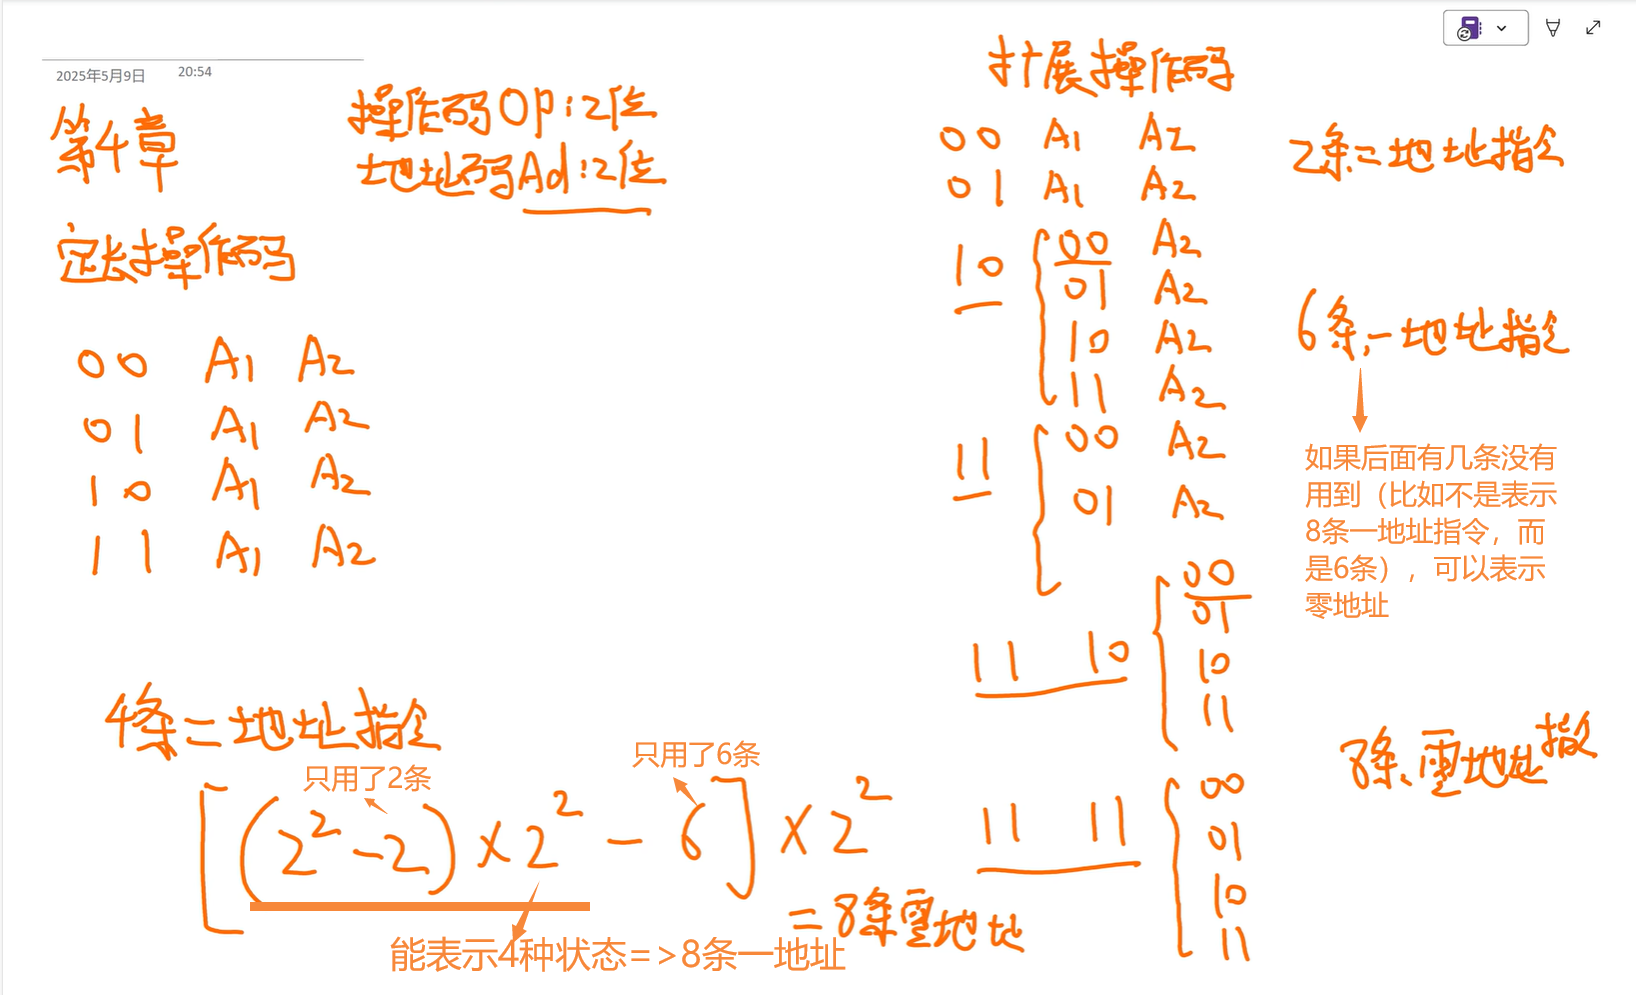 2025年5月9日 20:54
第4章
操作码Op:2位
地址码Ad:2位
定长操作码
00 A1 A2
01 A1 A2
10 A1 A2
11 A1 A2
4条二地址指令
扩展操作码
00 A1 A2
01 A1 A2
2条二地址指令
10 00 A2
01 A2
10 A2
11 A2
11 00 A2
01 A2
6条一地址指令
如果后面有几条没有
用到（比如不是表示
8条一地址指令，而
是6条），可以表示
零地址
11 10 00
01
10
11
11 11 00
01
10
11
8条零地址指令
只用了2条
只用了6条
[(2²-2)×2²-6]×2²
=8条零地址
能表示4种状态=>8条一地址